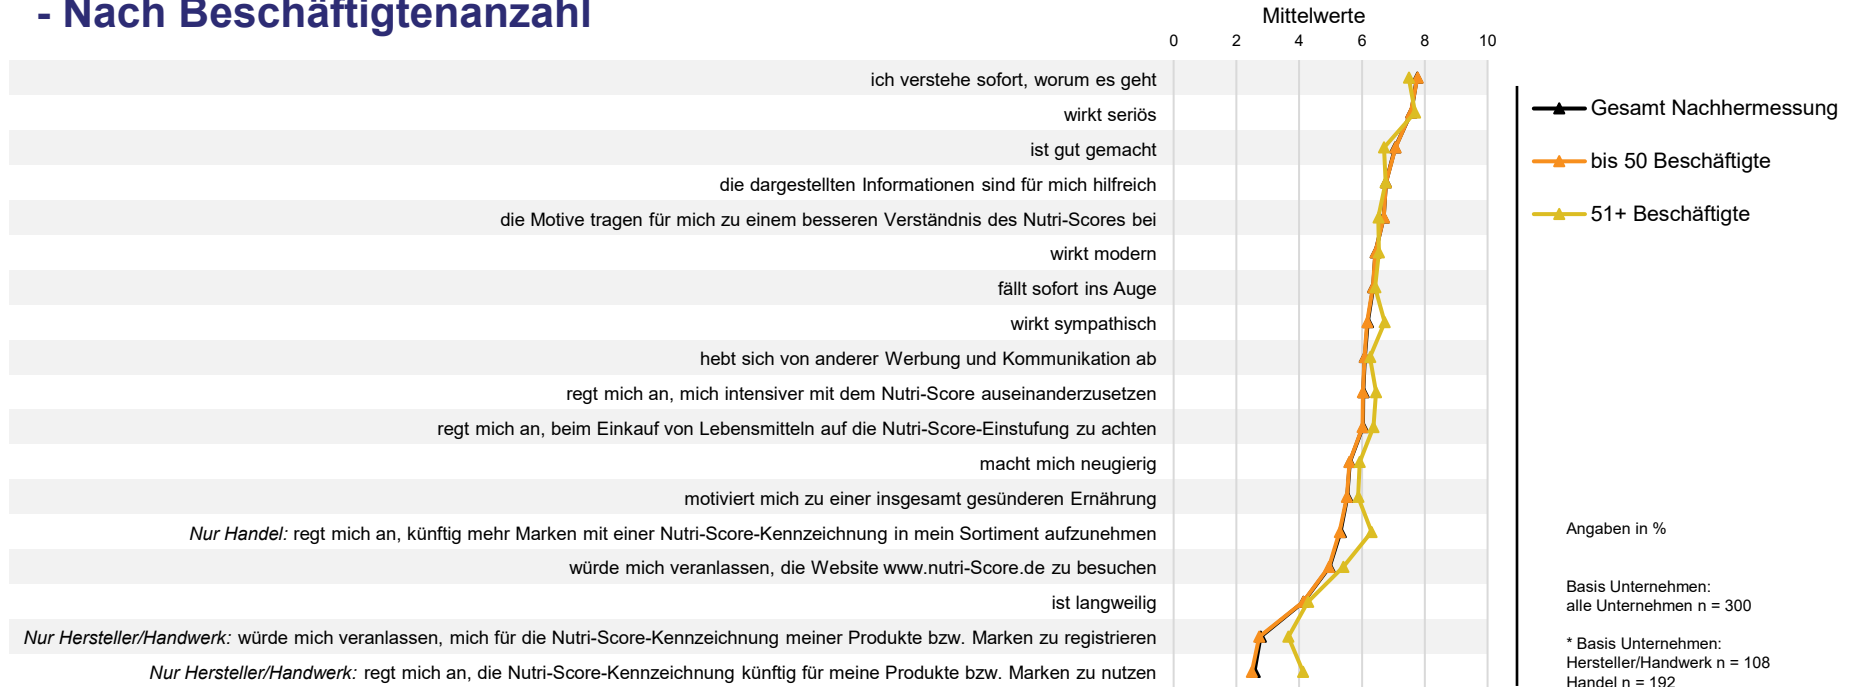 - Nach Beschäftigtenanzahl
Mittelwerte
0 2 4 6 8 10
ich verstehe sofort, worum es geht
wirkt seriös
ist gut gemacht
die dargestellten Informationen sind für mich hilfreich
die Motive tragen für mich zu einem besseren Verständnis des Nutri-Scores bei
wirkt modern
fällt sofort ins Auge
wirkt sympathisch
hebt sich von anderer Werbung und Kommunikation ab
regt mich an, mich intensiver mit dem Nutri-Score auseinanderzusetzen
regt mich an, beim Einkauf von Lebensmitteln auf die Nutri-Score-Einstufung zu achten
macht mich neugierig
motiviert mich zu einer insgesamt gesünderen Ernährung
Nur Handel: regt mich an, künftig mehr Marken mit einer Nutri-Score-Kennzeichnung in mein Sortiment aufzunehmen
würde mich veranlassen, die Website www.nutri-Score.de zu besuchen
ist langweilig
Nur Hersteller/Handwerk: würde mich veranlassen, mich für die Nutri-Score-Kennzeichnung meiner Produkte bzw. Marken zu registrieren
Nur Hersteller/Handwerk: regt mich an, die Nutri-Score-Kennzeichnung künftig für meine Produkte bzw. Marken zu nutzen
Gesamt Nachhermessung
bis 50 Beschäftigte
51+ Beschäftigte
Angaben in %
Basis Unternehmen:
alle Unternehmen n = 300
* Basis Unternehmen:
Hersteller/Handwerk n = 108
Handel n = 192